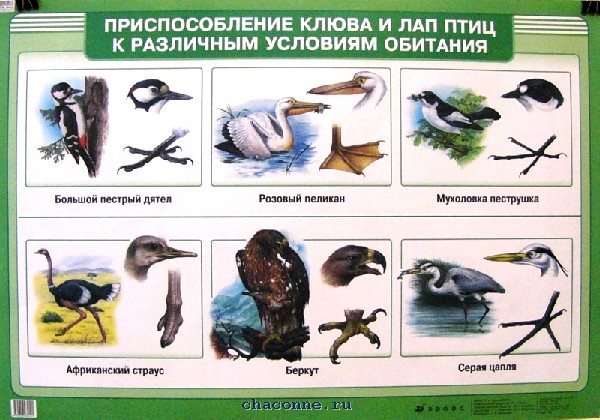 ПРИСПОСОБЛЕНИЕ КЛЮВА И ЛАП ПТИЦ
К РАЗЛИЧНЫМ УСЛОВИЯМ ОБИТАНИЯ
Большой пестрый дятел
Розовый пеликан
Мухоловка пеструшка
Африканский страус
Беркут
Серая цапля
ДРОФА
chaconne.ru